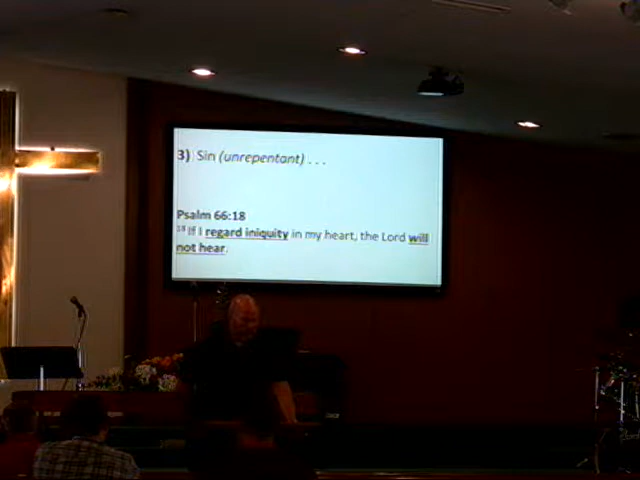 3) Sin (unrepentant) . . .
Psalm 66:18
18 If I regard iniquity in my heart, the Lord will
not hear.